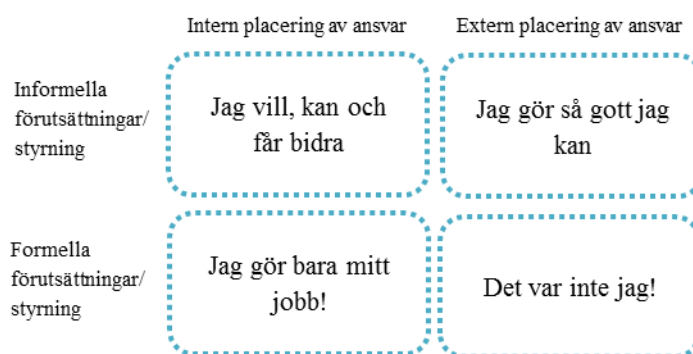 Intern placering av ansvar
Extern placering av ansvar
Informella
förutsättningar/
styrning
Jag vill, kan och
får bidra
Jag gör så gott jag
kan
Formella
förutsättningar/
styrning
Jag gör bara mitt
jobb!
Det var inte jag!